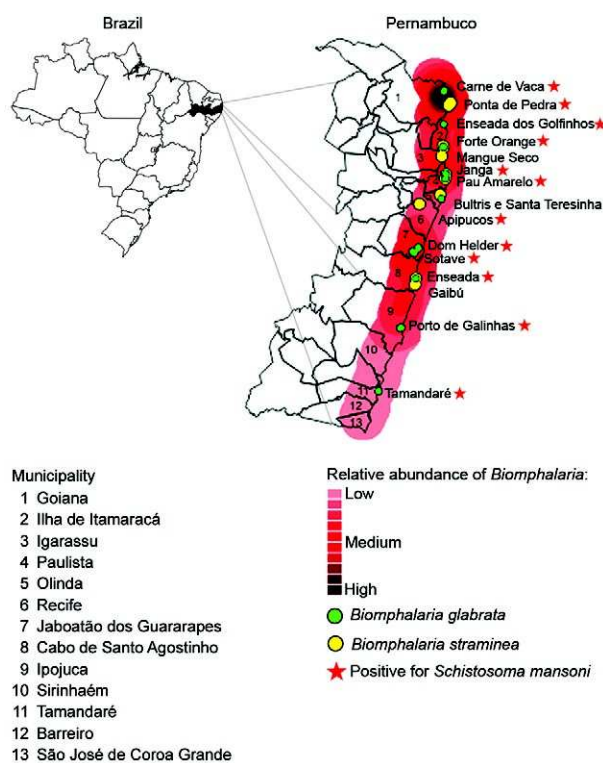 Brazil
Pernambuco
Carne de Vaca
Ponta de Pedra
Enseada dos Golfinhos
Forte Orange
Mangue Seco
Janga
Pau Amarelo
Bultris e Santa Teresinha
Apipucos
Dom Helder
Sotave
Enseada
Gaibú
Porto de Galinhas
Tamandaré
1
3
6
7
8
9
10
11
12
13
Municipality
1 Goiana
2 Ilha de Itamaracá
3 Igarassu
4 Paulista
5 Olinda
6 Recife
7 Jaboatão dos Guararapes
8 Cabo de Santo Agostinho
9 Ipojuca
10 Sirinhaém
11 Tamandaré
12 Barreiro
13 São José de Coroa Grande
Relative abundance of Biomphalaria:
Low
Medium
High
Biomphalaria glabrata
Biomphalaria straminea
Positive for Schistosoma mansoni